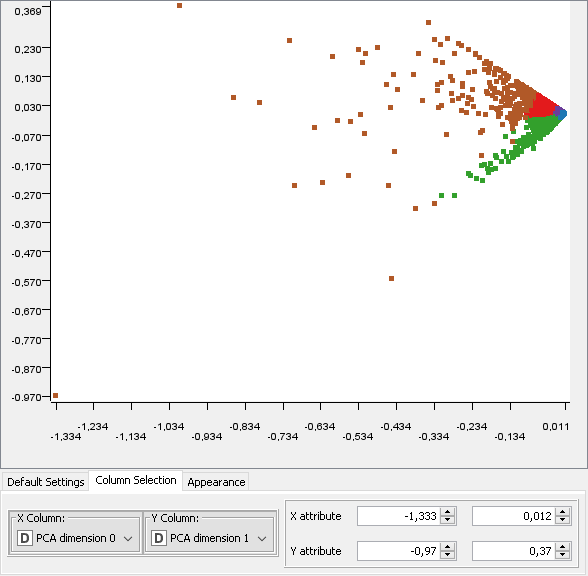 0,369
0,230
0,130
0,030
-0,070
-0,170
-0,270
-0,370
-0,470
-0,570
-0,670
-0,770
-0,870
-0,970
-1,234 -1,034 -0,834 -0,634 -0,434 -0,234 0,011
-1,334 -1,134 -0,934 -0,734 -0,534 -0,334 -0,134
Default Settings Column Selection Appearance
X Column: Y Column:
D PCA dimension 0 D PCA dimension 1
X attribute -1,333 0,012
Y attribute -0,97 0,37